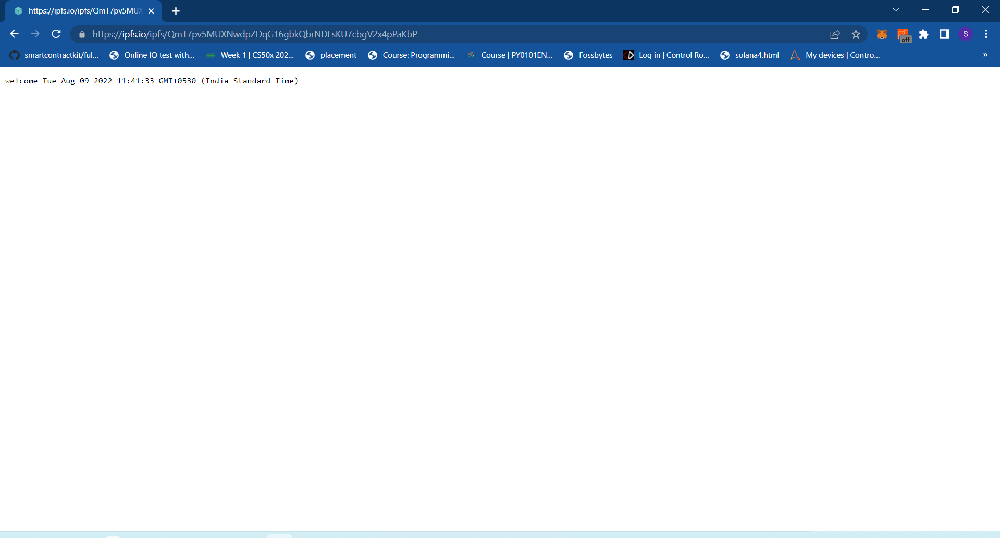 https://ipfs.io/ipfs/QmT7pv5MUX
https://ipfs.io/ipfs/QmT7pv5MUXNwdpZDqG16gbkQbrNDLsKU7cbgV2x4pPaKbP
off
S
smartcontractkit/ful... Online IQ test with... Week 1 | CS50x 202... placement Course: Programmi... Course | PY0101EN... Fossbytes Log in | Control Ro... solana4.html My devices | Contro... »
welcome Tue Aug 09 2022 11:41:33 GMT+0530 (India Standard Time)